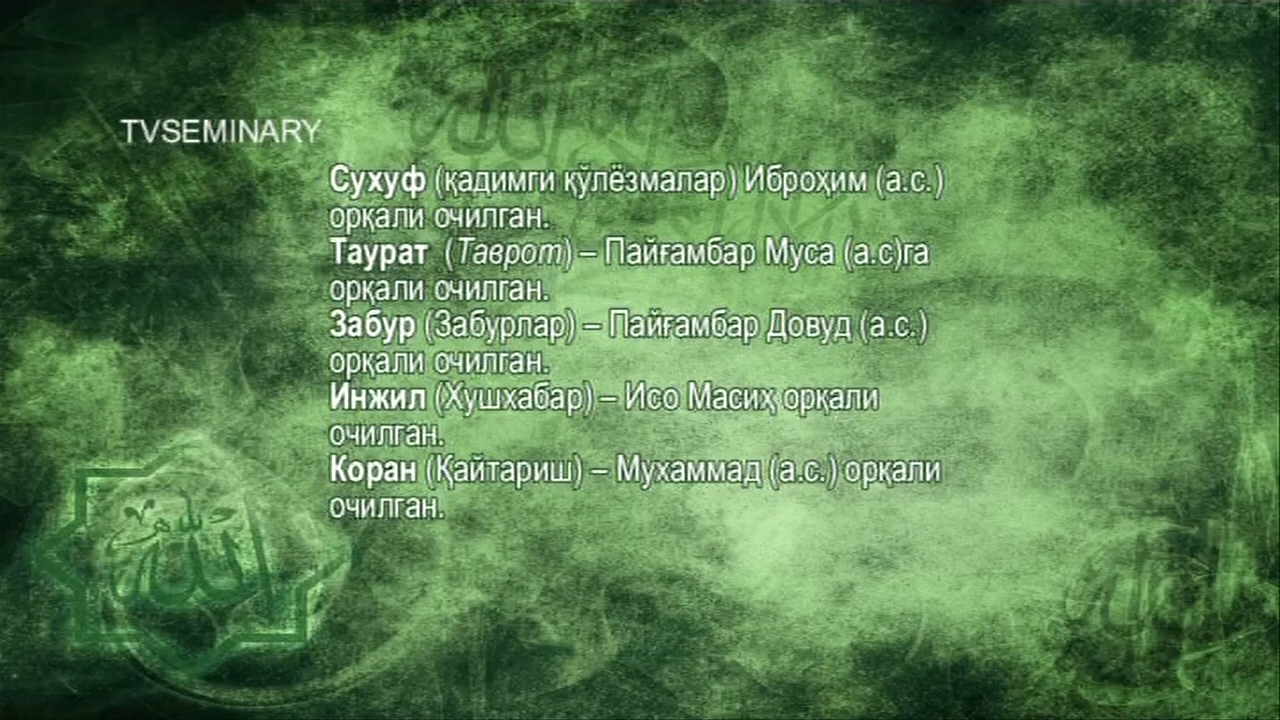 TVSEMINARY
Сухуф (қадимги қўлёзмалар) Иброҳим (а.с.)
орқали очилган.
Таурат (Таврот) – Пайғамбар Муса (а.с)га
орқали очилган.
Забур (Забурлар) – Пайғамбар Довуд (а.с.)
орқали очилган.
Инжил (Хушхабар) – Исо Масиҳ орқали
очилган.
Коран (Қайтариш) – Мухаммад (а.с.) орқали
очилган.
الله